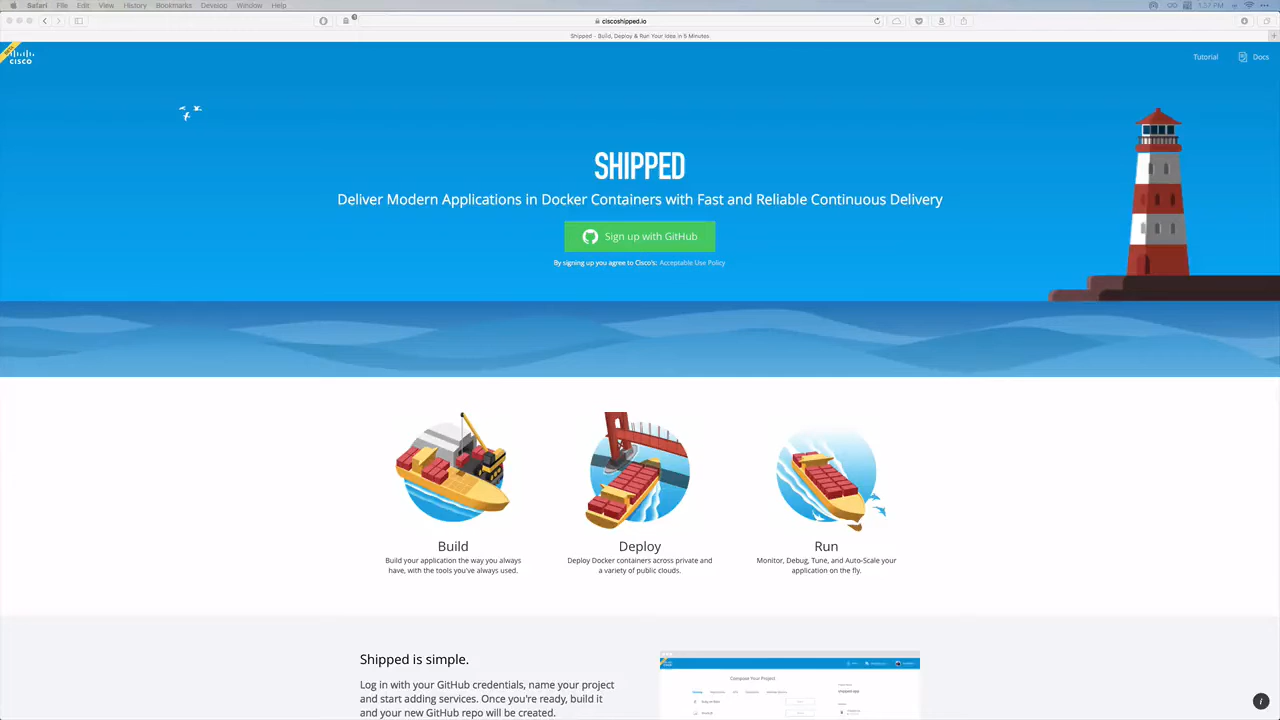 Safari File Edit View History Bookmarks Develop Window Help
1:37 PM
ciscoshipped.io
Shipped - Build, Deploy & Run Your Idea in 5 Minutes
CISCO
Tutorial Docs
SHIPPED
Deliver Modern Applications in Docker Containers with Fast and Reliable Continuous Delivery
Sign up with GitHub
By signing up you agree to Cisco's: Acceptable Use Policy
Build Deploy Run
Build your application the way you always
have, with the tools you've always used.
Deploy Docker containers across private and
a variety of public clouds.
Monitor, Debug, Tune, and Auto-Scale your
application on the fly.
Shipped is simple.
Log in with your GitHub credentials, name your project
and start adding services. Once you're ready, build it
and your new GitHub repo will be created.
Compose Your Project